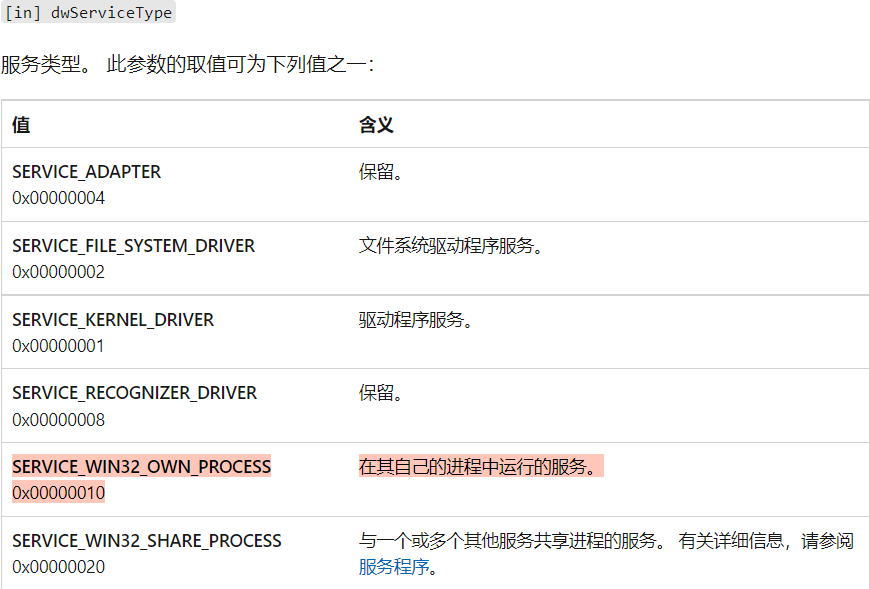 [in] dwServiceType
服务类型。 此参数的取值可为下列值之一：
值 含义
SERVICE_ADAPTER 保留。
0x00000004
SERVICE_FILE_SYSTEM_DRIVER 文件系统驱动程序服务。
0x00000002
SERVICE_KERNEL_DRIVER 驱动程序服务。
0x00000001
SERVICE_RECOGNIZER_DRIVER 保留。
0x00000008
SERVICE_WIN32_OWN_PROCESS 在其自己的进程中运行的服务。
0x00000010
SERVICE_WIN32_SHARE_PROCESS 与一个或多个其他服务共享进程的服务。 有关详细信息，请参阅
0x00000020 服务程序。